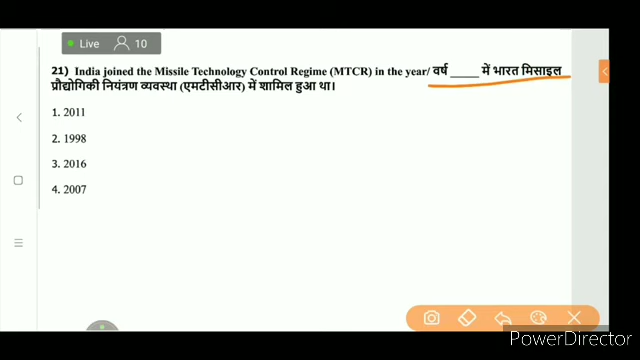 Live 10
21) India joined the Missile Technology Control Regime (MTCR) in the year/ वर्ष _____ में भारत मिसाइल
प्रौद्योगिकी नियंत्रण व्यवस्था (एमटीसीआर) में शामिल हुआ था।
1. 2011
2. 1998
3. 2016
4. 2007
PowerDirector